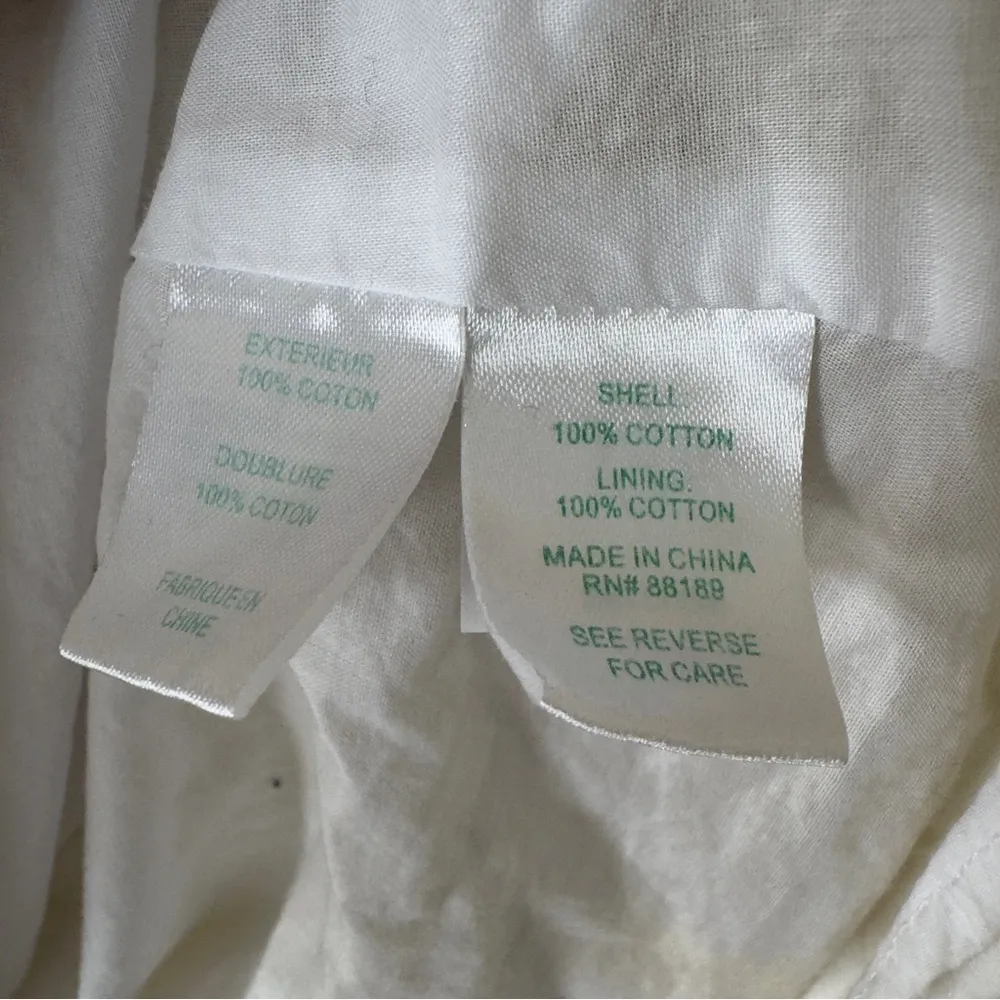 EXTERIEUR
100% COTON
DOUBLURE
100% COTON
FABRIQUE EN
CHINE
SHELL
100% COTTON
LINING:
100% COTTON
MADE IN CHINA
RN# 88189
SEE REVERSE
FOR CARE